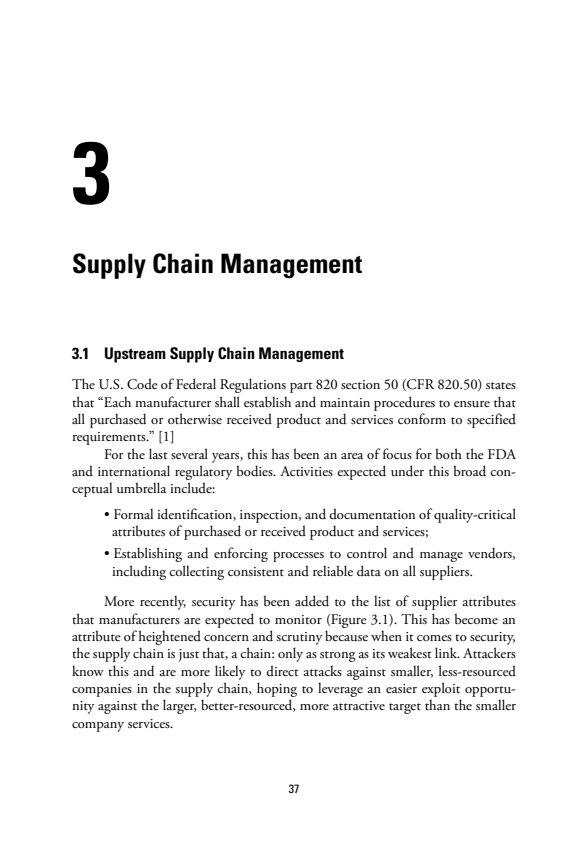 3
Supply Chain Management
3.1 Upstream Supply Chain Management
The U.S. Code of Federal Regulations part 820 section 50 (CFR 820.50) states
that “Each manufacturer shall establish and maintain procedures to ensure that
all purchased or otherwise received product and services conform to specified
requirements.” [1]
For the last several years, this has been an area of focus for both the FDA
and international regulatory bodies. Activities expected under this broad con-
ceptual umbrella include:
• Formal identification, inspection, and documentation of quality-critical
attributes of purchased or received product and services;
• Establishing and enforcing processes to control and manage vendors,
including collecting consistent and reliable data on all suppliers.
More recently, security has been added to the list of supplier attributes
that manufacturers are expected to monitor (Figure 3.1). This has become an
attribute of heightened concern and scrutiny because when it comes to security,
the supply chain is just that, a chain: only as strong as its weakest link. Attackers
know this and are more likely to direct attacks against smaller, less-resourced
companies in the supply chain, hoping to leverage an easier exploit opportu-
nity against the larger, better-resourced, more attractive target than the smaller
company services.
37